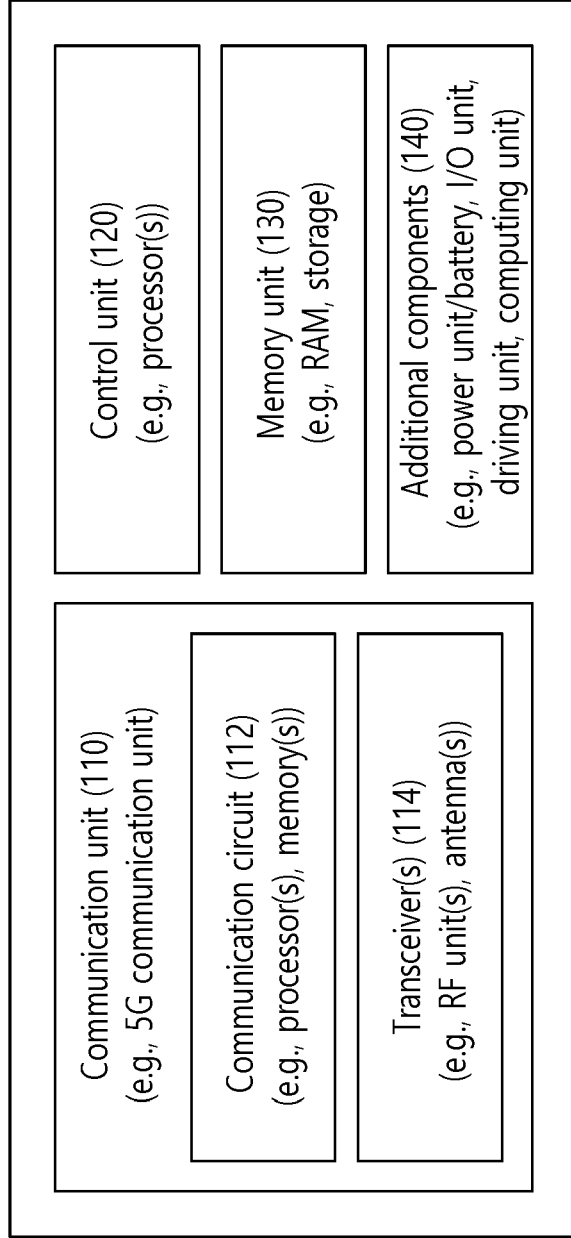 Communication unit (110)
(e.g., 5G communication unit)
Communication circuit (112)
(e.g., processor(s), memory(s))
Transceiver(s) (114)
(e.g., RF unit(s), antenna(s))
Control unit (120)
(e.g., processor(s))
Memory unit (130)
(e.g., RAM, storage)
Additional components (140)
(e.g., power unit/battery, I/O unit,
driving unit, computing unit)